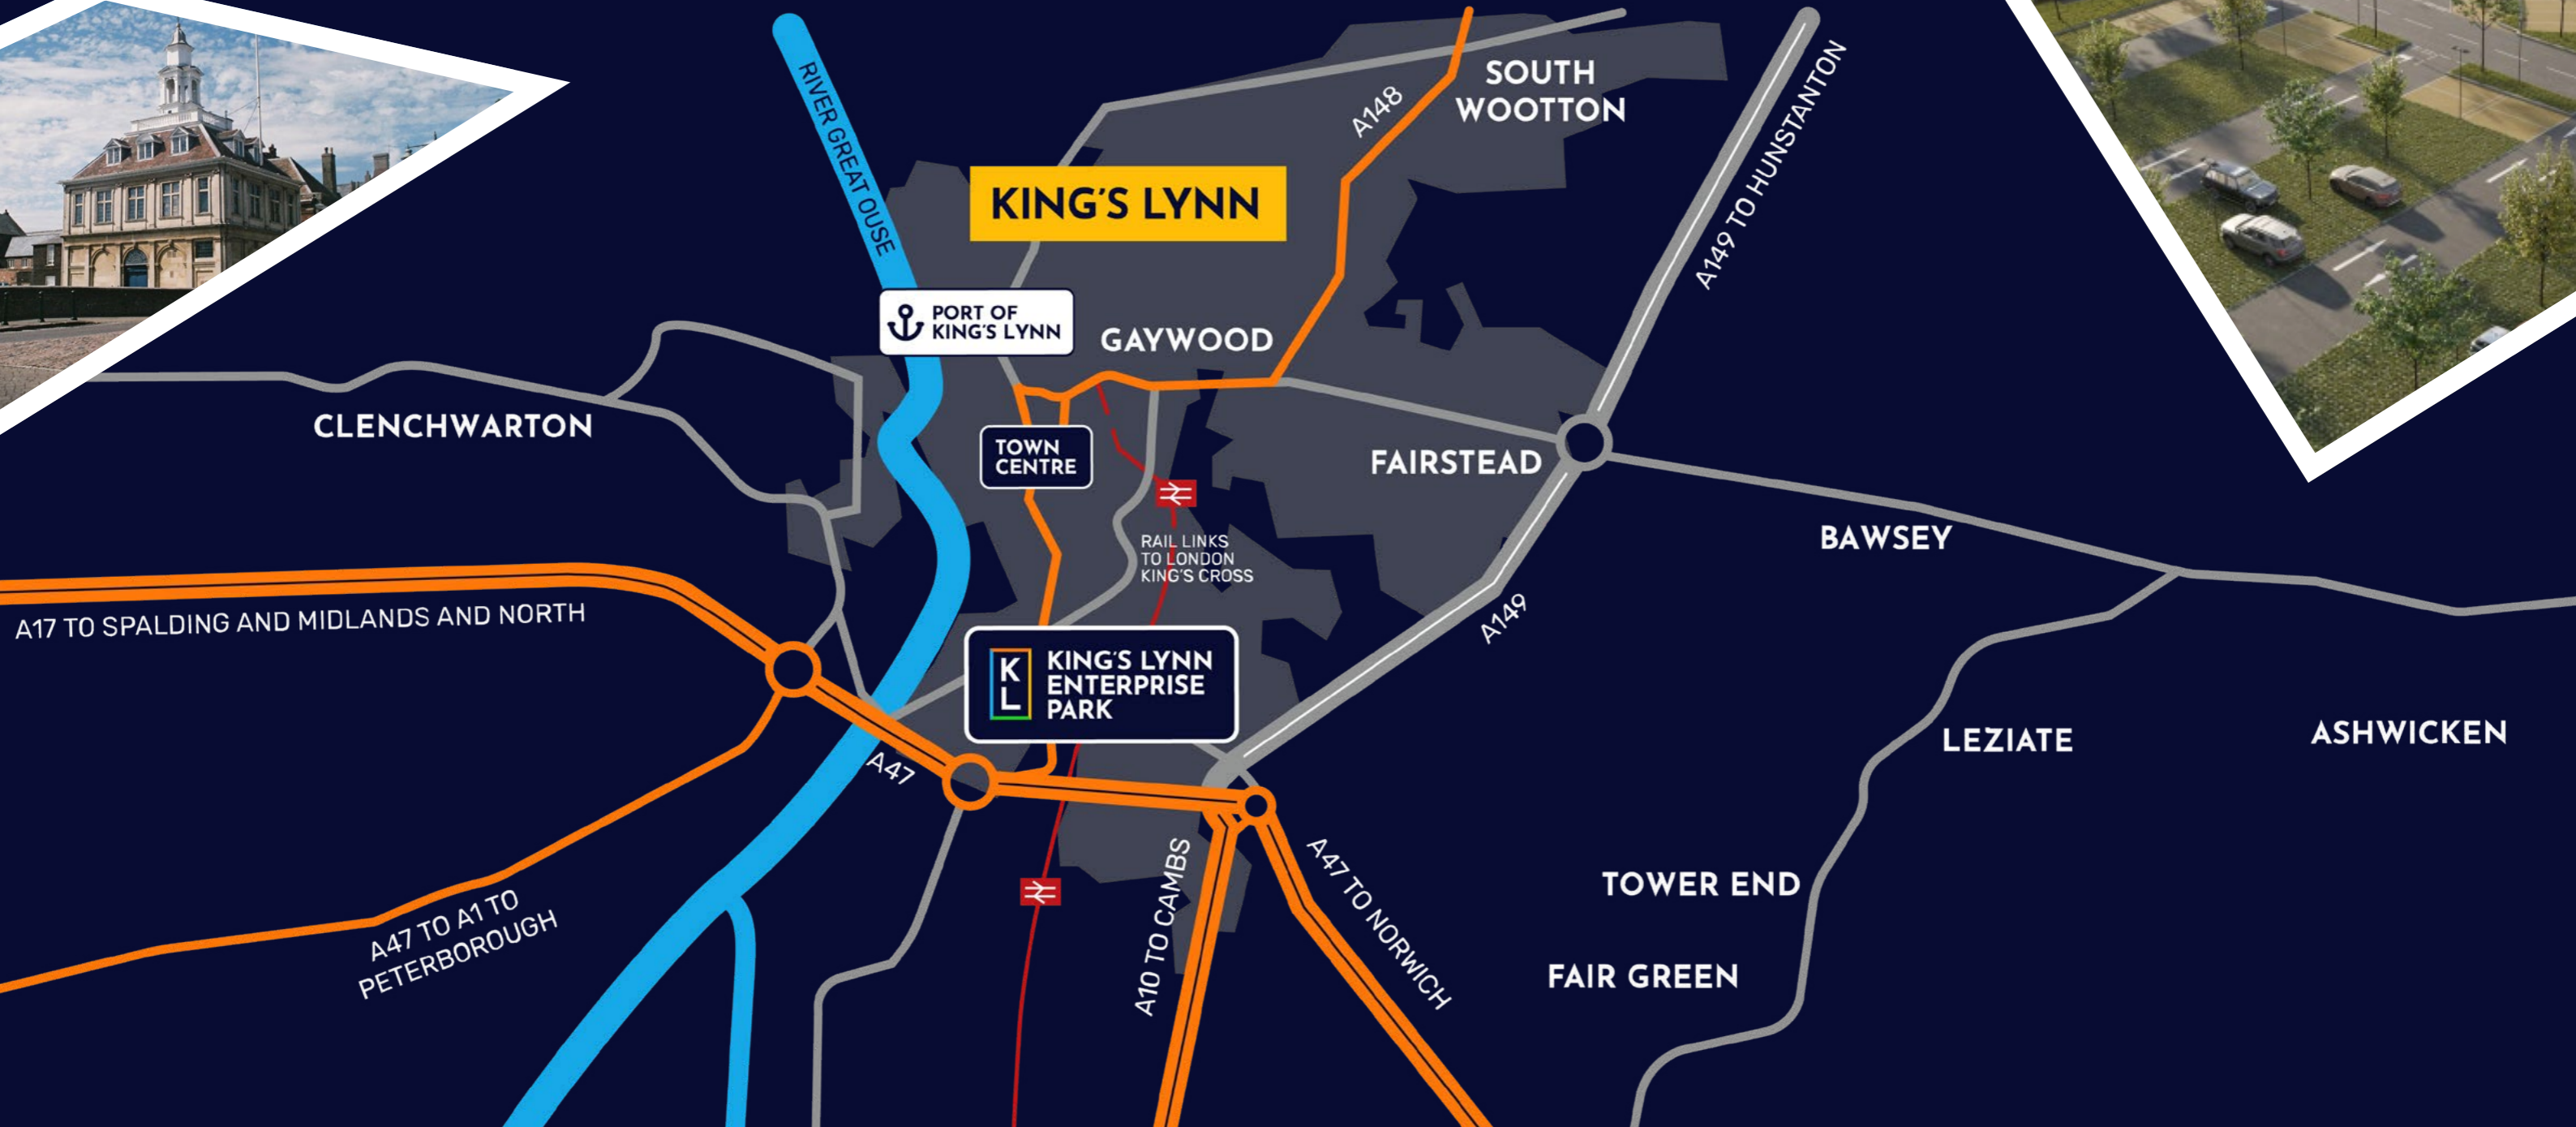 RIVER GREAT OUSE
A148
SOUTH
WOOTTON
A149 TO HUNSTANTON
KING'S LYNN
PORT OF
KING'S LYNN
GAYWOOD
CLENCHWARTON
TOWN
CENTRE
FAIRSTEAD
BAWSEY
RAIL LINKS
TO LONDON
KING'S CROSS
A17 TO SPALDING AND MIDLANDS AND NORTH
A149
K
L
KING'S LYNN
ENTERPRISE
PARK
LEZIATE
ASHWICKEN
A47
A10 TO CAMBS
A47 TO NORWICH
TOWER END
A47 TO A1 TO
PETERBOROUGH
FAIR GREEN